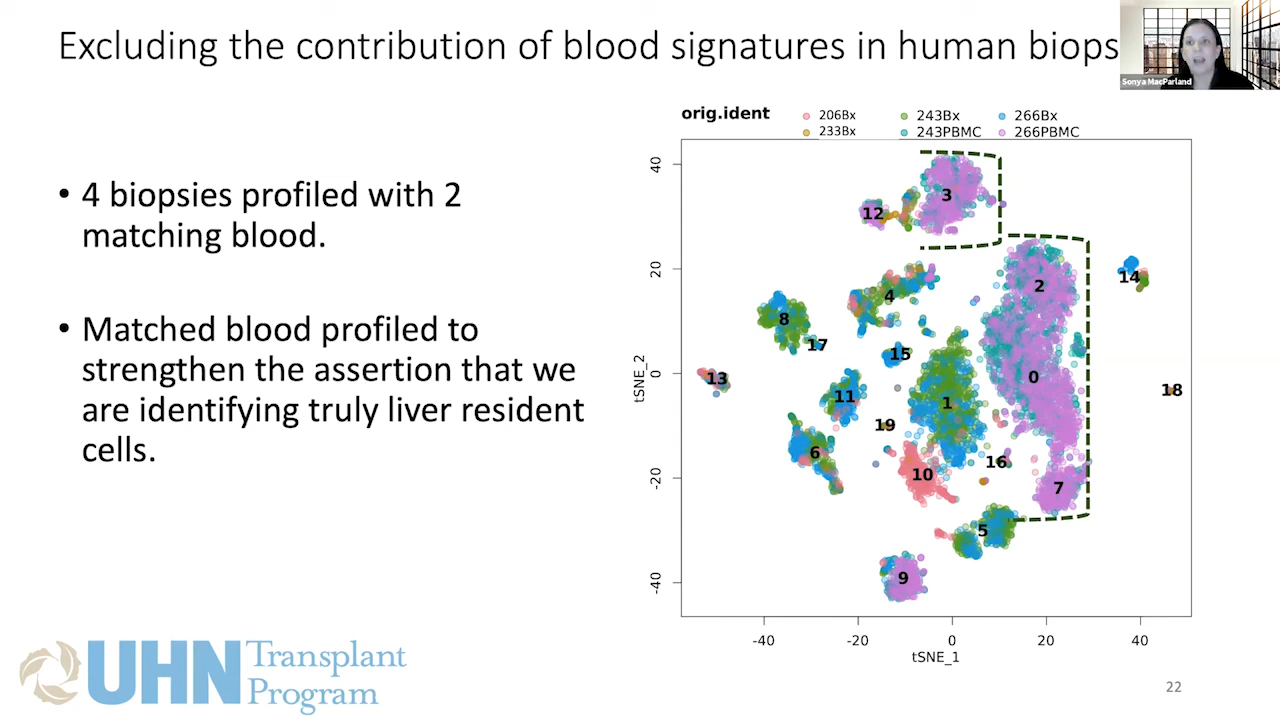 Excluding the contribution of blood signatures in human biops
Sonya MacParland
• 4 biopsies profiled with 2
matching blood.
• Matched blood profiled to
strengthen the assertion that we
are identifying truly liver resident
cells.
orig.ident
206Bx
243Bx
266Bx
233Bx
243PBMC
266PBMC
40
20
0
-20
-40
tSNE_2
3
12
2
14
4
8
17
15
0
13
18
11
1
19
6
16
10
7
5
9
-40
-20
0
20
40
tSNE_1
UHN Transplant
Program
22